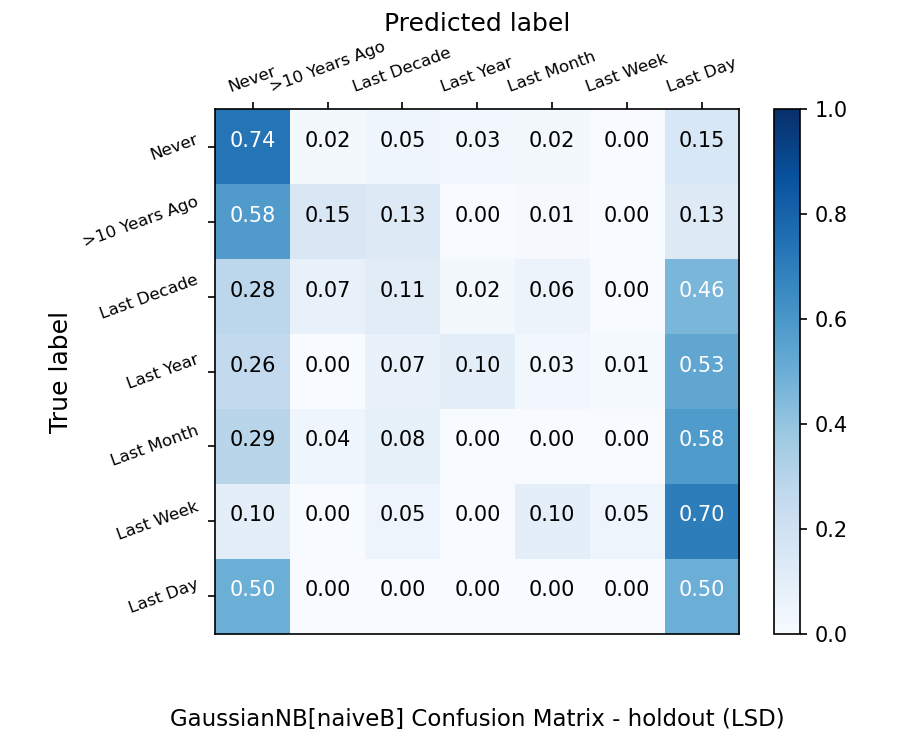 Predicted label
Never >10 Years Ago Last Decade Last Year Last Month Last Week Last Day
Never 0.74 0.02 0.05 0.03 0.02 0.00 0.15
>10 Years Ago 0.58 0.15 0.13 0.00 0.01 0.00 0.13
Last Decade 0.28 0.07 0.11 0.02 0.06 0.00 0.46
Last Year 0.26 0.00 0.07 0.10 0.03 0.01 0.53
Last Month 0.29 0.04 0.08 0.00 0.00 0.00 0.58
Last Week 0.10 0.00 0.05 0.00 0.10 0.05 0.70
Last Day 0.50 0.00 0.00 0.00 0.00 0.00 0.50
True label
1.0
0.8
0.6
0.4
0.2
0.0
GaussianNB[naiveB] Confusion Matrix - holdout (LSD)